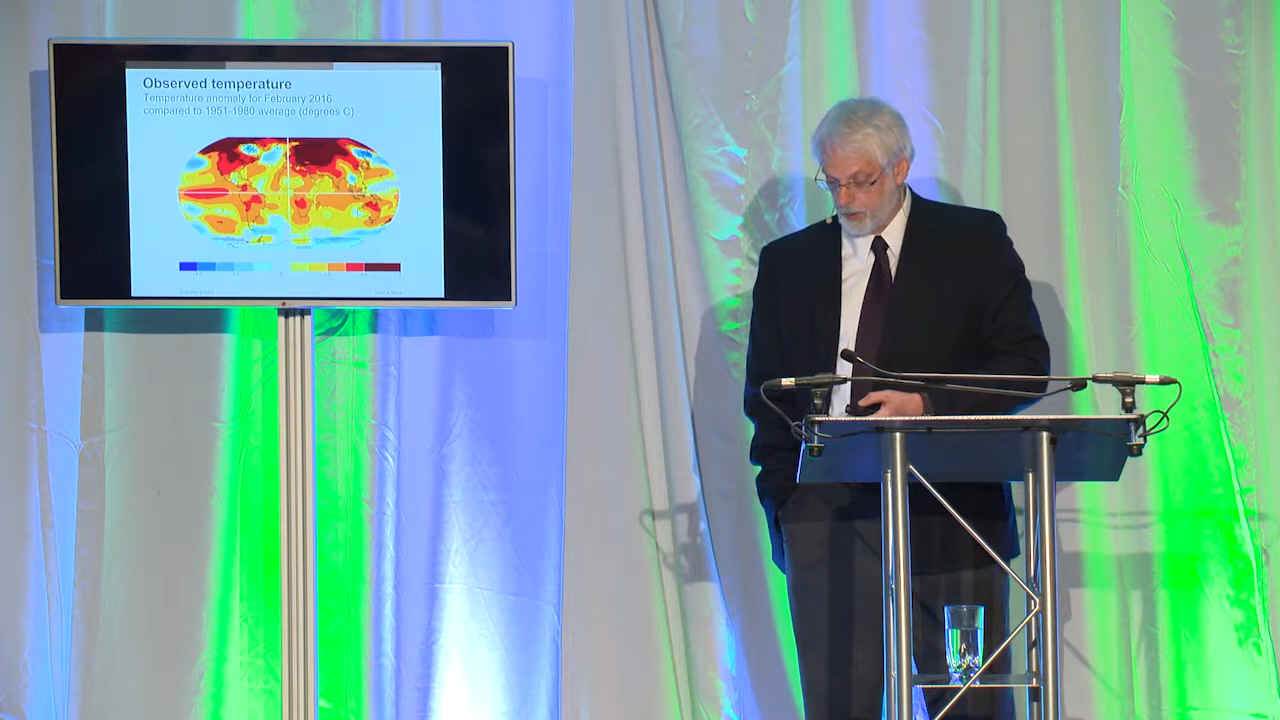 Observed temperature
Temperature anomaly for February 2016
compared to 1951-1980 average (degrees C)